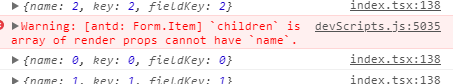 {name: 2, key: 2, fieldKey: 2} index.tsx:138
Warning: [antd: Form.Item] `children` is devScripts.js:5035
array of render props cannot have `name`.
{name: 0, key: 0, fieldKey: 0} index.tsx:138
{name: 1, key: 1, fieldKey: 1} index.tsx:138